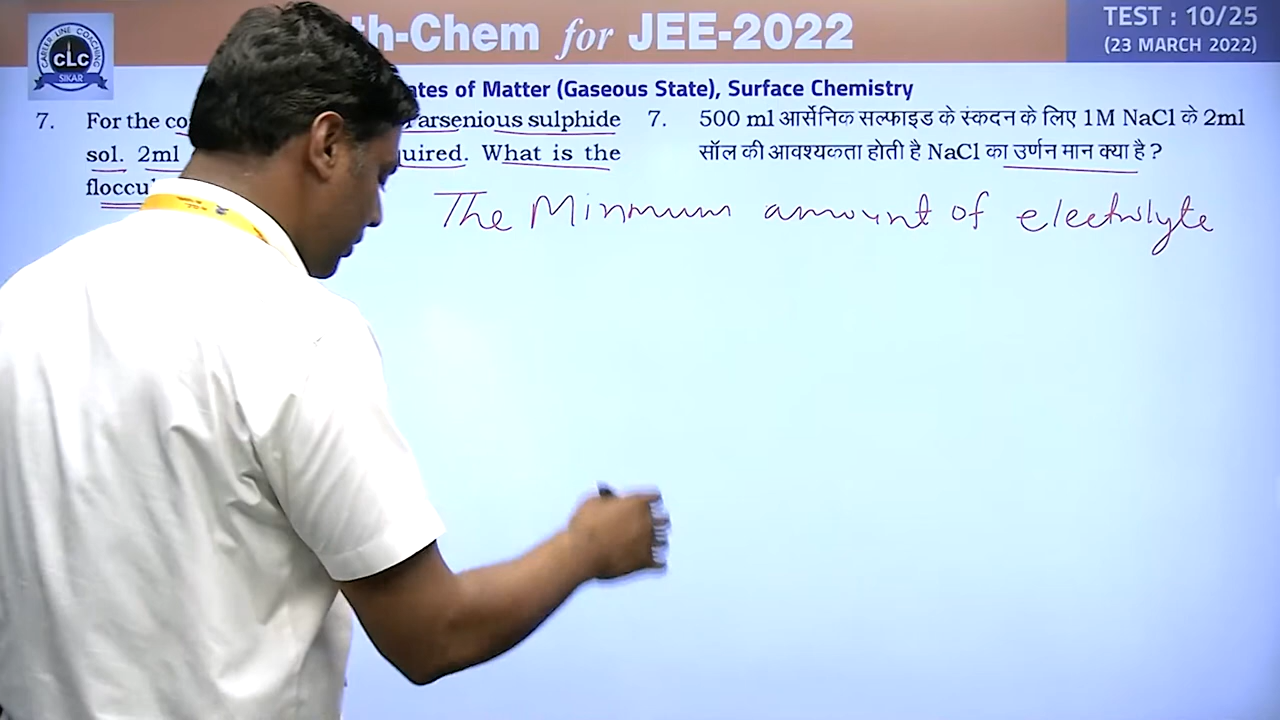 th-Chem for JEE-2022
TEST : 10/25
(23 MARCH 2022)
CAREER LINE COACHING
CLC
SIKAR
ates of Matter (Gaseous State), Surface Chemistry
7. For the co arsenious sulphide
sol. 2ml quired. What is the
floccul
7. 500 ml आर्सेनिक सल्फाइड के स्कंदन के लिए 1M NaCl के 2ml
सॉल की आवश्यकता होती है NaCl का उर्णन मान क्या है ?
The Minmum amount of electrolyte